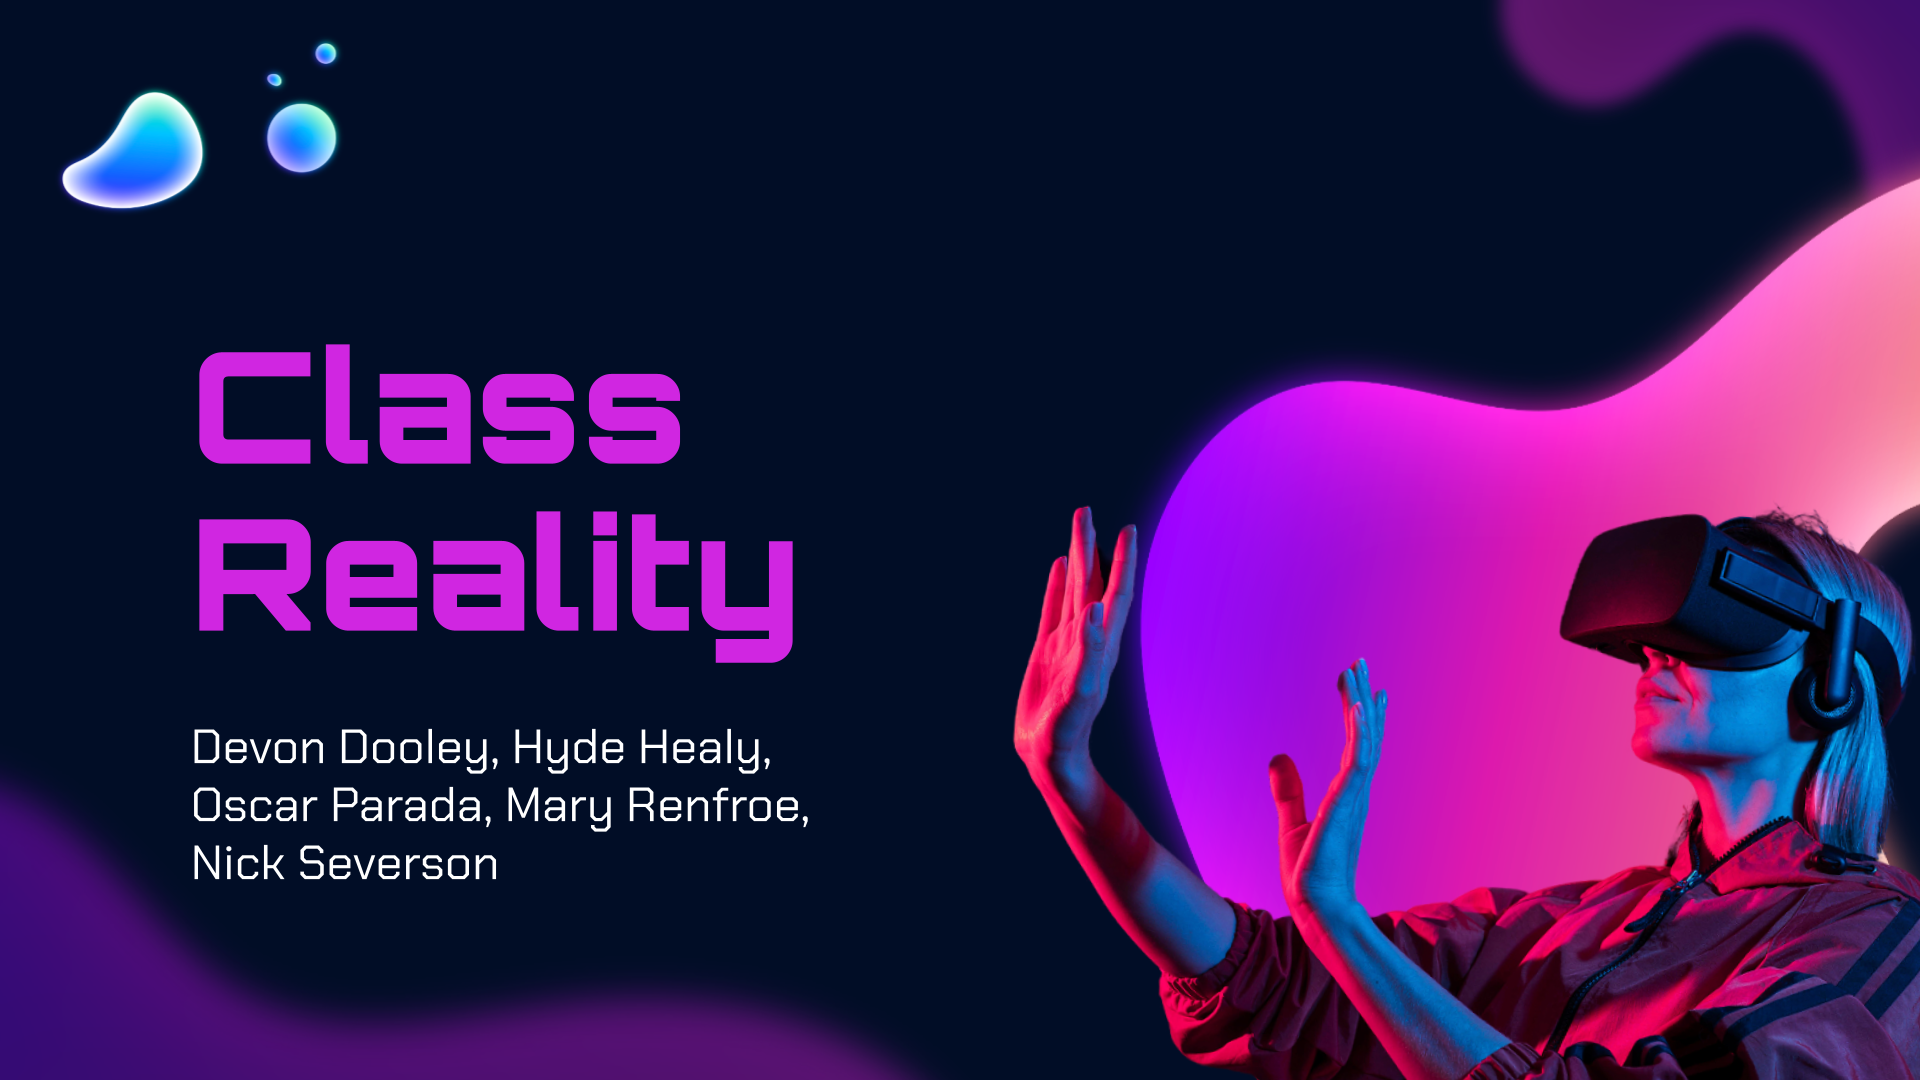 Class
Reality
Devon Dooley, Hyde Healy,
Oscar Parada, Mary Renfroe,
Nick Severson